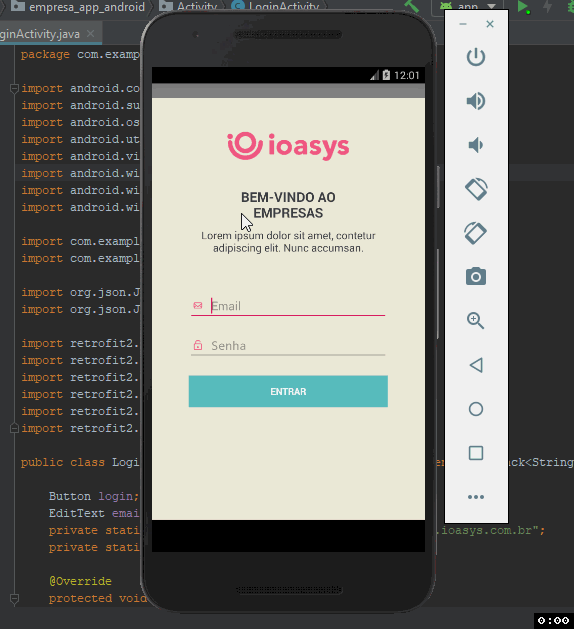 empresa_app_android Activity LoginActivity app
ginActivity.java
package com.examp
12:01
import android.co
import android.su
import android.os
import android.ut
import android.vi
import android.wi
import android.wi
import android.wi
import com.exampl
import com.exampl
import org.json.J
import org.json.J
import retrofit2.
import retrofit2.
import retrofit2.
import retrofit2.
import retrofit2.
import retrofit2.
ioasys
BEM-VINDO AO
EMPRESAS
Lorem ipsum dolor sit amet, contetur
adipiscing elit. Nunc accumsan.
Email
Senha
ENTRAR
public class Logi
ack<String
Button login;
EditText emai
private stati
.ioasys.com.br";
private stati
@Override
protected void
0:00